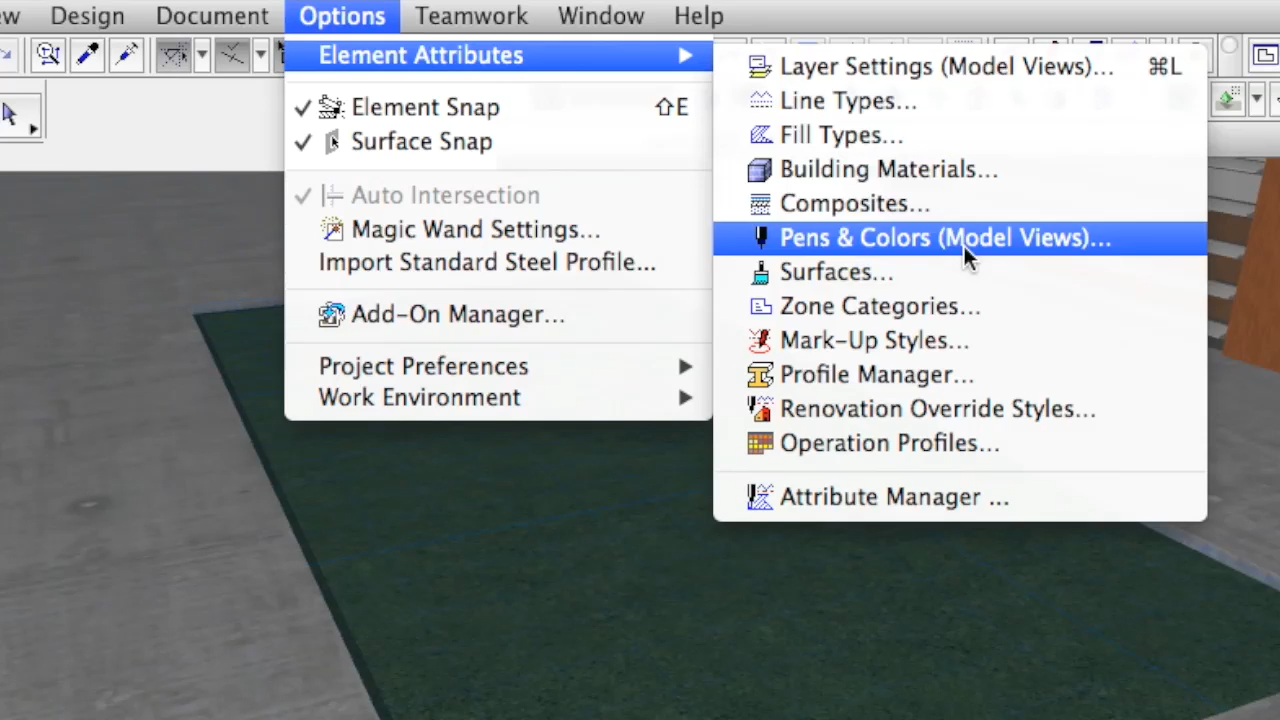 ew Design Document Options Teamwork Window Help
Element Attributes
Element Snap ⇧E
Surface Snap
Auto Intersection
Magic Wand Settings...
Import Standard Steel Profile...
Add-On Manager...
Project Preferences
Work Environment
Layer Settings (Model Views)... ⌘L
Line Types...
Fill Types...
Building Materials...
Composites...
Pens & Colors (Model Views)...
Surfaces...
Zone Categories...
Mark-Up Styles...
Profile Manager...
Renovation Override Styles...
Operation Profiles...
Attribute Manager ...